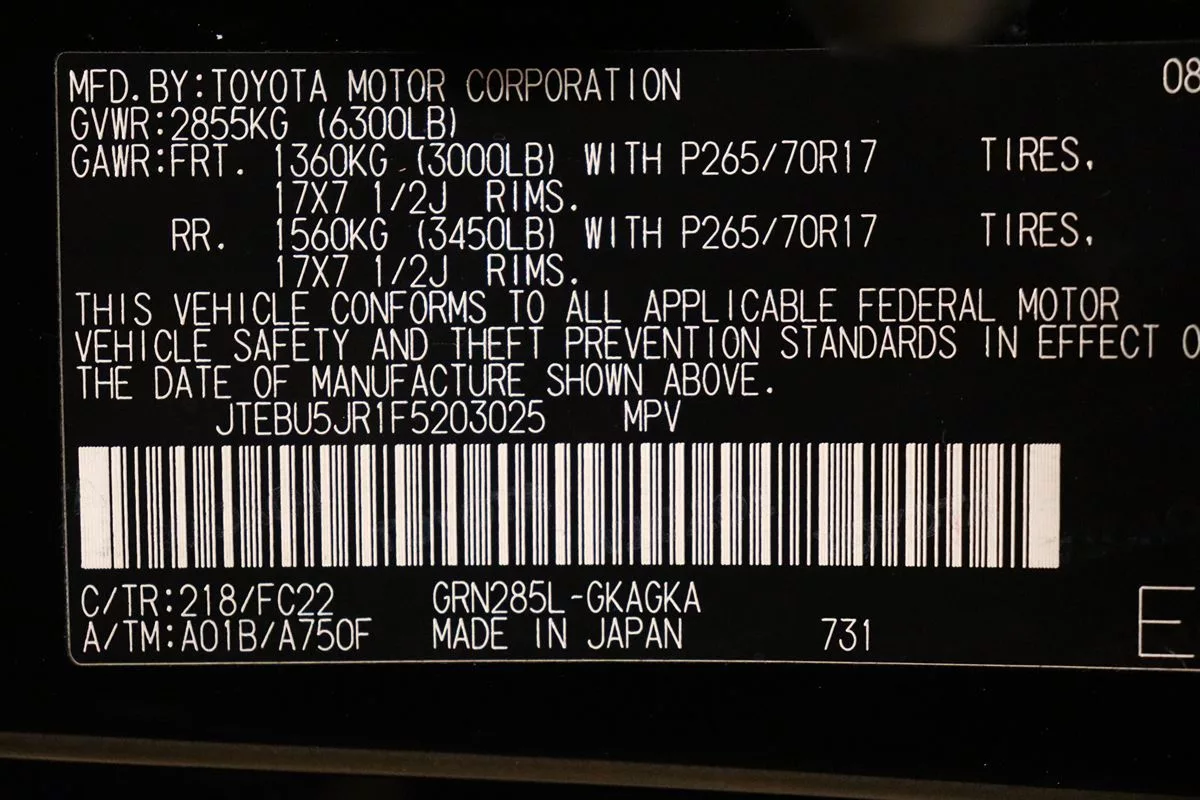 MFD.BY:TOYOTA MOTOR CORPORATION 08
GVWR:2855KG (6300LB)
GAWR:FRT. 1360KG (3000LB) WITH P265/70R17 TIRES,
17X7 1/2J RIMS.
RR. 1560KG (3450LB) WITH P265/70R17 TIRES,
17X7 1/2J RIMS.
THIS VEHICLE CONFORMS TO ALL APPLICABLE FEDERAL MOTOR
VEHICLE SAFETY AND THEFT PREVENTION STANDARDS IN EFFECT O
THE DATE OF MANUFACTURE SHOWN ABOVE.
JTEBU5JR1F5203025 MPV
C/TR:218/FC22 GRN285L-GKAGKA
A/TM:A01B/A750F MADE IN JAPAN 731 E